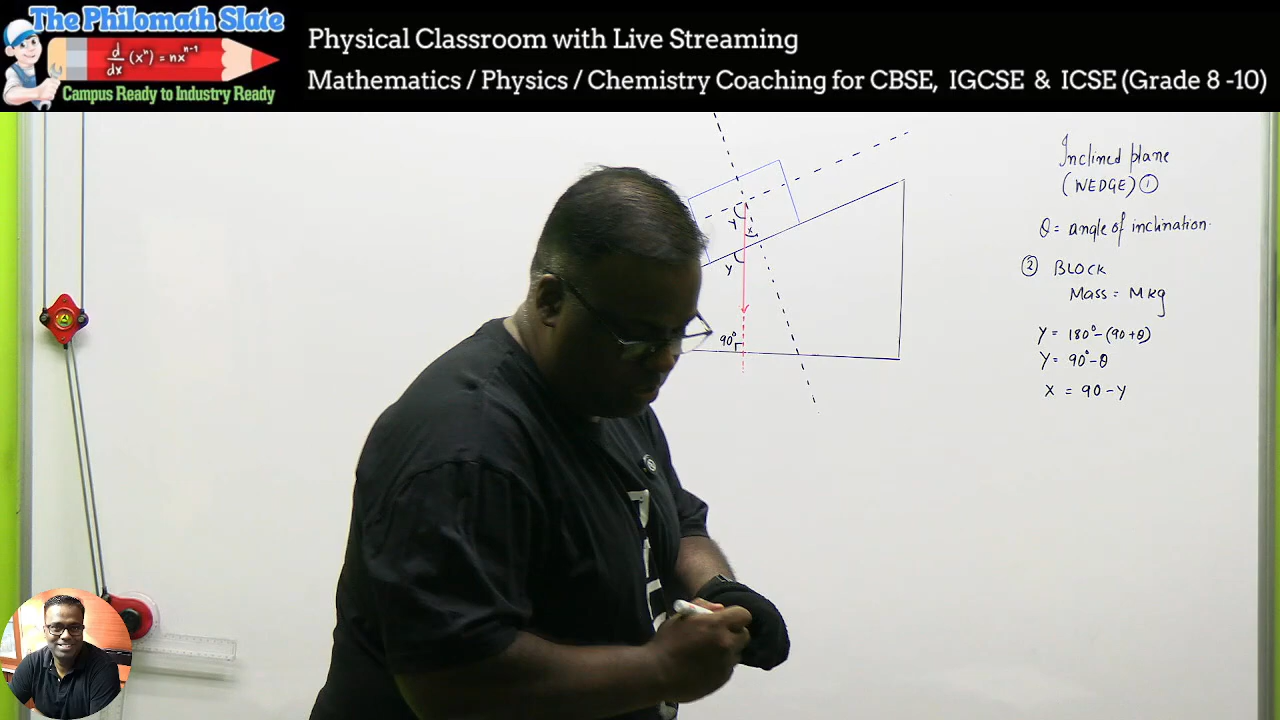 The Philomath Slate
d/dx (xⁿ) = nxⁿ⁻¹
Campus Ready to Industry Ready
Physical Classroom with Live Streaming
Mathematics / Physics / Chemistry Coaching for CBSE, IGCSE & ICSE (Grade 8 -10)
Inclined plane
(WEDGE) ①
θ = angle of inclination.
② BLOCK
Mass = M kg
y = 180° - (90 + θ)
y = 90° - θ
x = 90 - y
y
x
y
90°